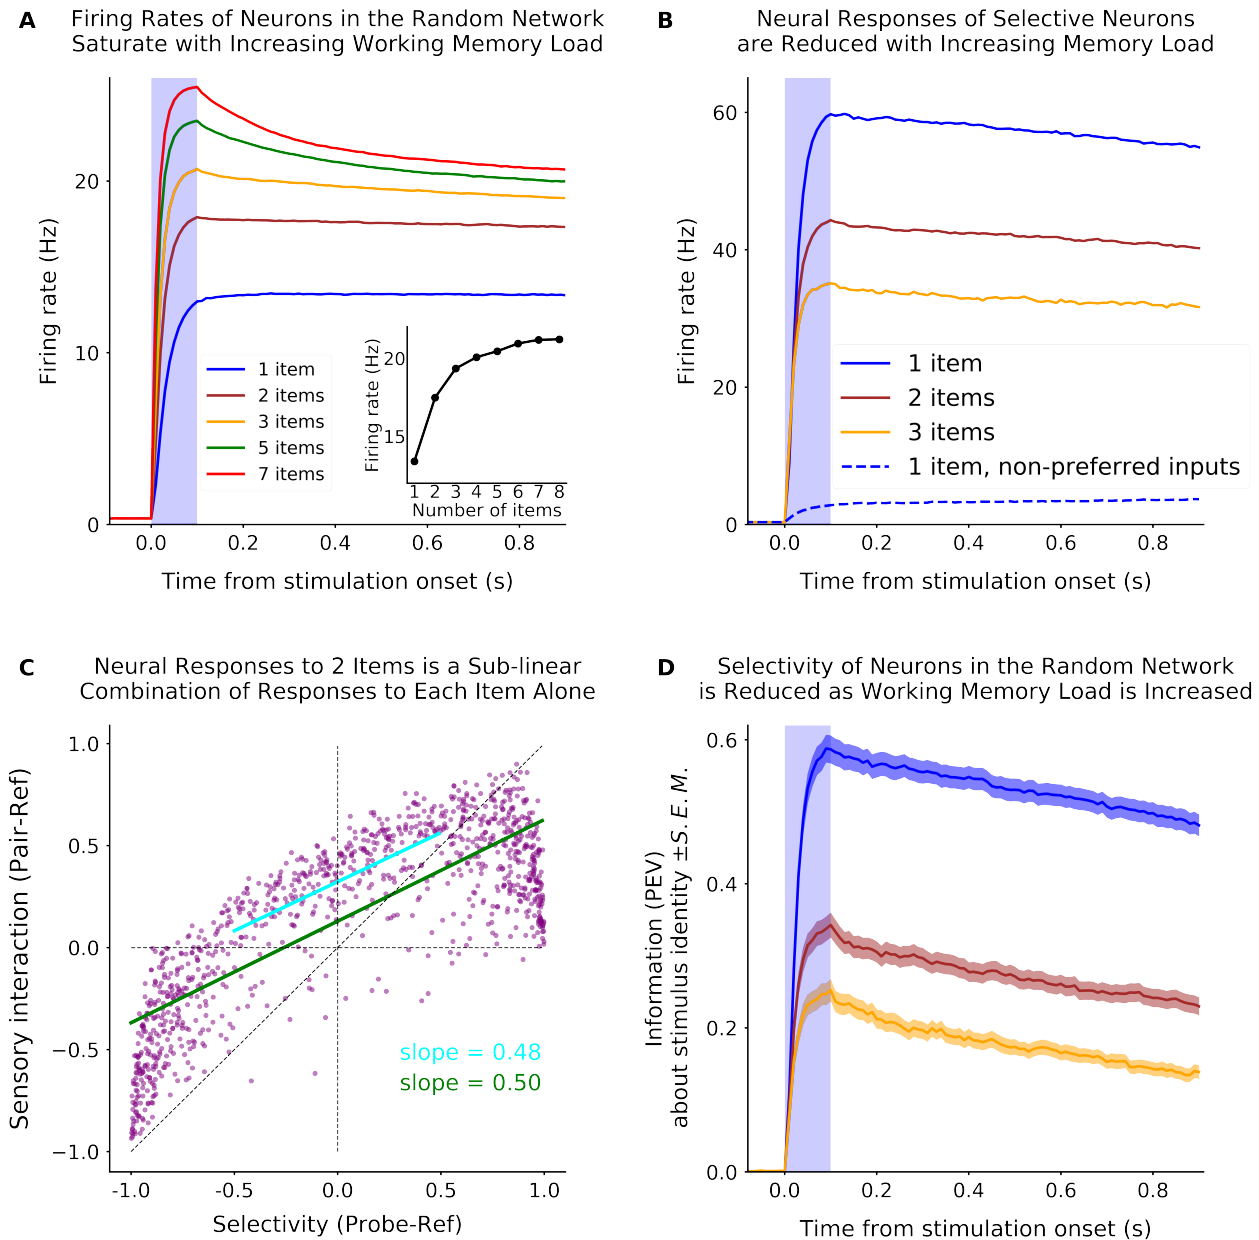 A
Firing Rates of Neurons in the Random Network
Saturate with Increasing Working Memory Load
Firing rate (Hz)
20
10
0
0.0 0.2 0.4 0.6 0.8
Time from stimulation onset (s)
1 item
2 items
3 items
5 items
7 items
Firing rate (Hz)
20
15
1 2 3 4 5 6 7 8
Number of items
B
Neural Responses of Selective Neurons
are Reduced with Increasing Memory Load
Firing rate (Hz)
60
40
20
0
0.0 0.2 0.4 0.6 0.8
Time from stimulation onset (s)
1 item
2 items
3 items
1 item, non-preferred inputs
C
Neural Responses to 2 Items is a Sub-linear
Combination of Responses to Each Item Alone
Sensory interaction (Pair-Ref)
1.0
0.5
0.0
−0.5
−1.0
slope = 0.48
slope = 0.50
-1.0 -0.5 0.0 0.5 1.0
Selectivity (Probe-Ref)
D
Selectivity of Neurons in the Random Network
is Reduced as Working Memory Load is Increased
Information (PEV)
about stimulus identity ±S. E. M.
0.6
0.4
0.2
0.0
0.0 0.2 0.4 0.6 0.8
Time from stimulation onset (s)